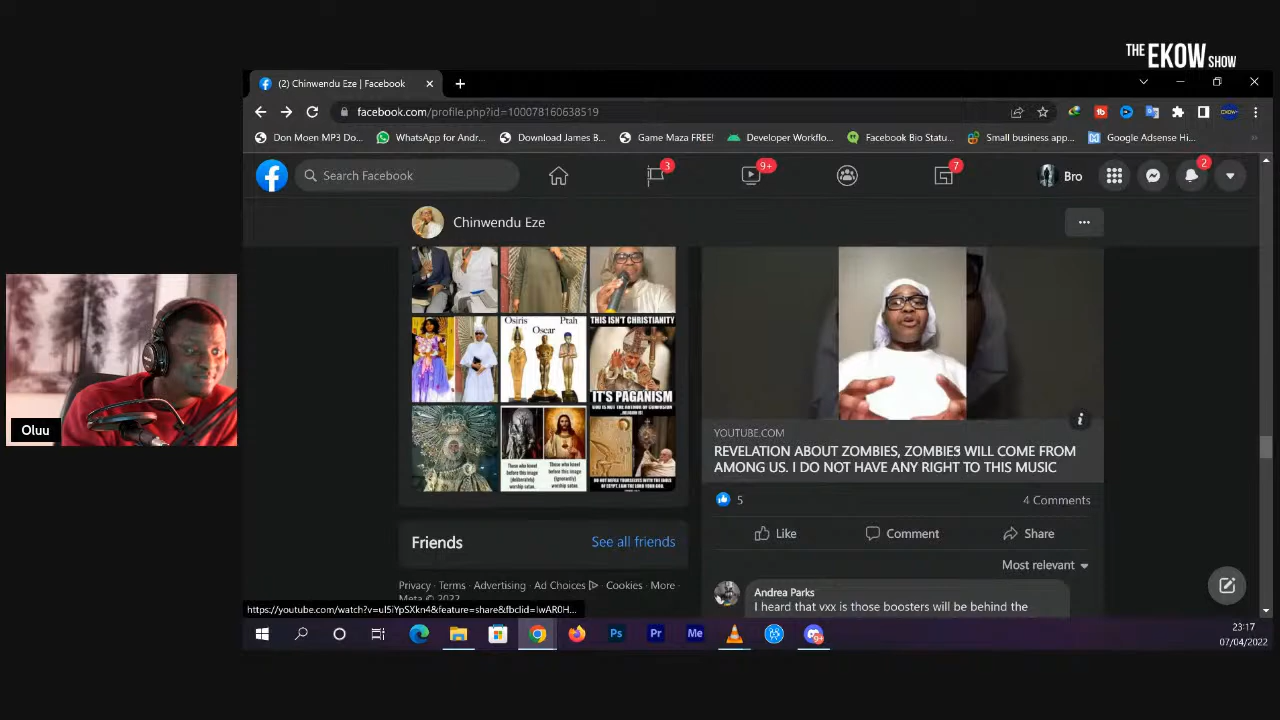 THE EKOW SHOW
(2) Chinwendu Eze | Facebook
facebook.com/profile.php?id=100078160638519
Don Moen MP3 Do...
WhatsApp for Andr...
Download James B...
Game Maza FREE!
Developer Workflo...
Facebook Bio Statu...
Small business app...
Google Adsense Hi...
Search Facebook
3
9+
7
Bro
2
Chinwendu Eze
THIS ISN'T CHRISTIANITY
Osiris
Ptah
Oscar
IT'S PAGANISM
Oluu
YOUTUBE.COM
REVELATION ABOUT ZOMBIES, ZOMBIES WILL COME FROM
AMONG US. I DO NOT HAVE ANY RIGHT TO THIS MUSIC
5
4 Comments
Like
Comment
Share
Friends
See all friends
Most relevant
Privacy · Terms · Advertising · Ad Choices · Cookies · More ·
Meta © 2022
Andrea Parks
I heard that vxx is those boosters will be behind the
https://youtube.com/watch?v=ul5iYpSXkn4&feature=share&fbclid=IwAR0H...
Ps
Pr
Me
23:17
07/04/2022